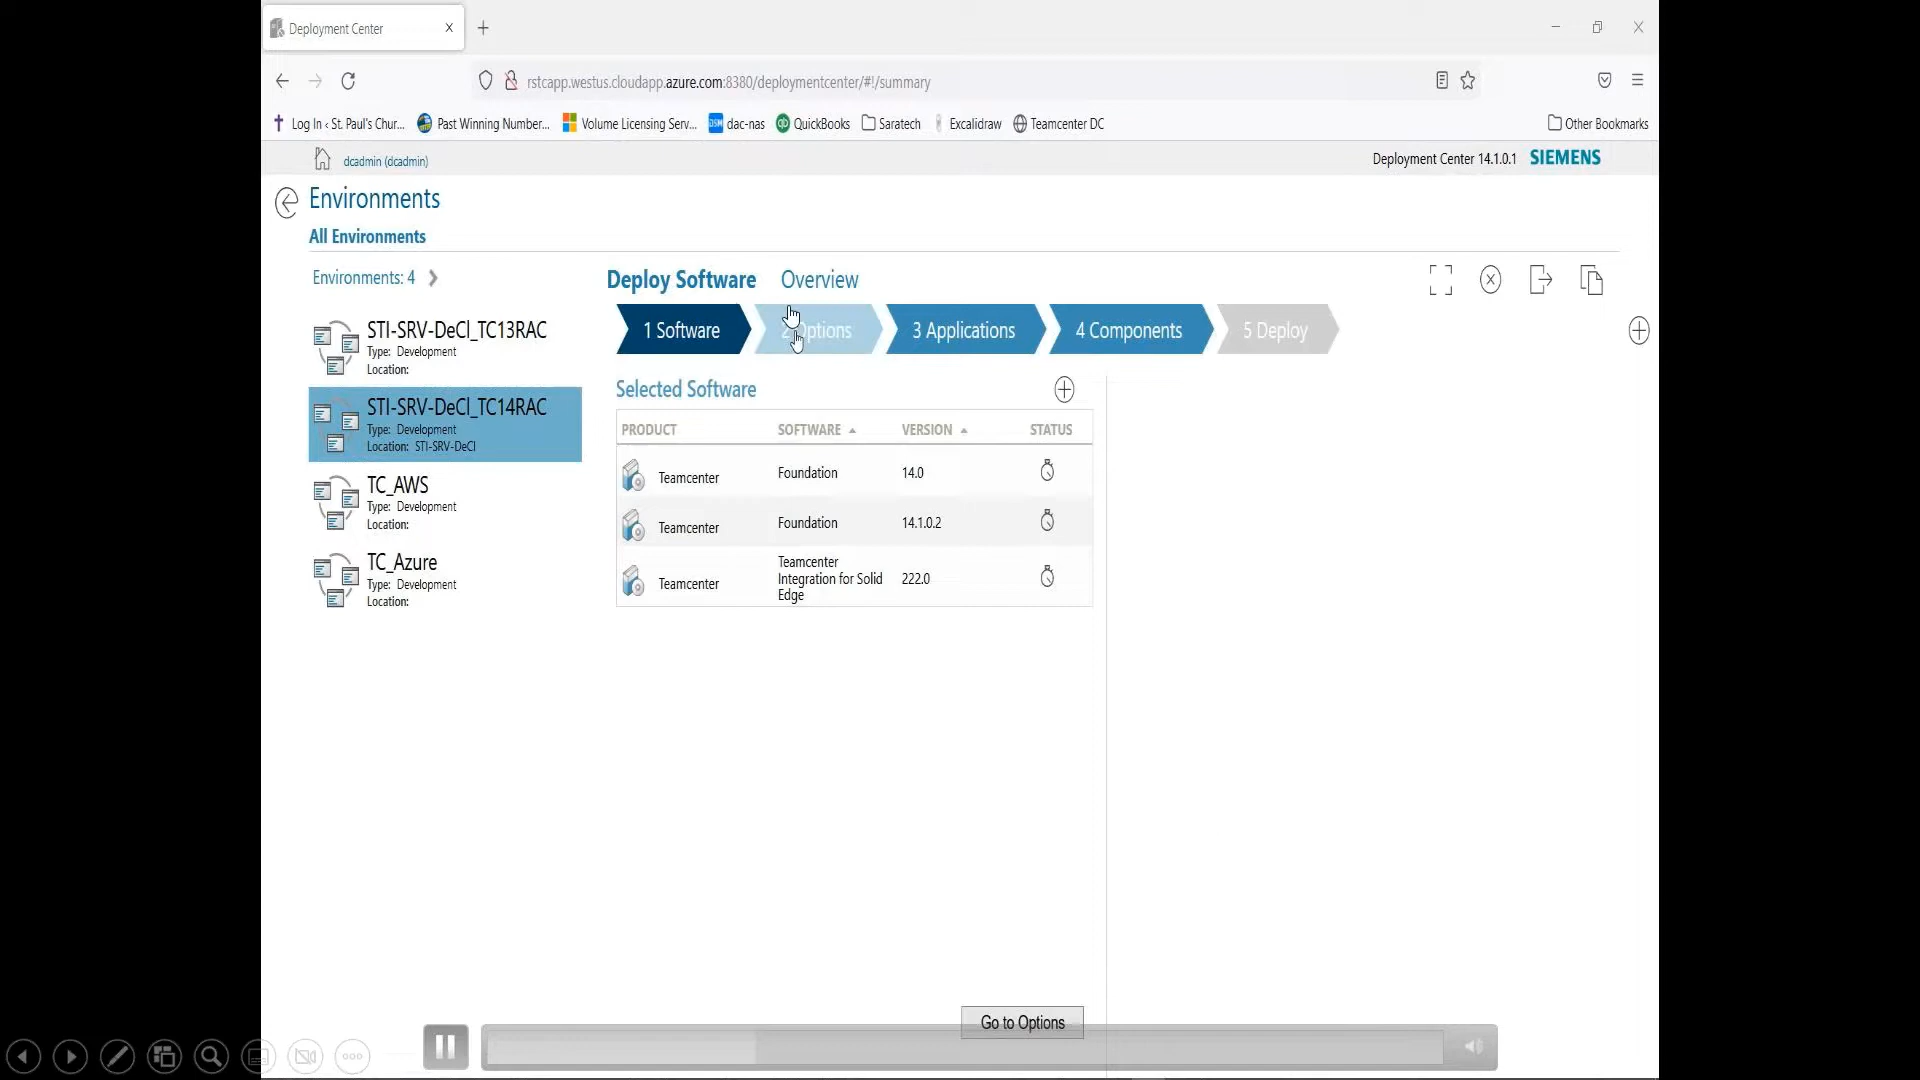 Deployment Center
rstcapp.westus.cloudapp.azure.com:8380/deploymentcenter/#!/summary
Log In ‹ St. Paul's Chur... Past Winning Number... Volume Licensing Serv... dac-nas QuickBooks Saratech Excalidraw Teamcenter DC Other Bookmarks
dcadmin (dcadmin) Deployment Center 14.1.0.1 SIEMENS
Environments
All Environments
Environments: 4
STI-SRV-DeCl_TC13RAC
Type: Development
Location:
STI-SRV-DeCl_TC14RAC
Type: Development
Location: STI-SRV-DeCl
TC_AWS
Type: Development
Location:
TC_Azure
Type: Development
Location:
Deploy Software Overview
1 Software 2 Options 3 Applications 4 Components 5 Deploy
Selected Software
PRODUCT SOFTWARE VERSION STATUS
Teamcenter Foundation 14.0
Teamcenter Foundation 14.1.0.2
Teamcenter Teamcenter Integration for Solid Edge 222.0
Go to Options